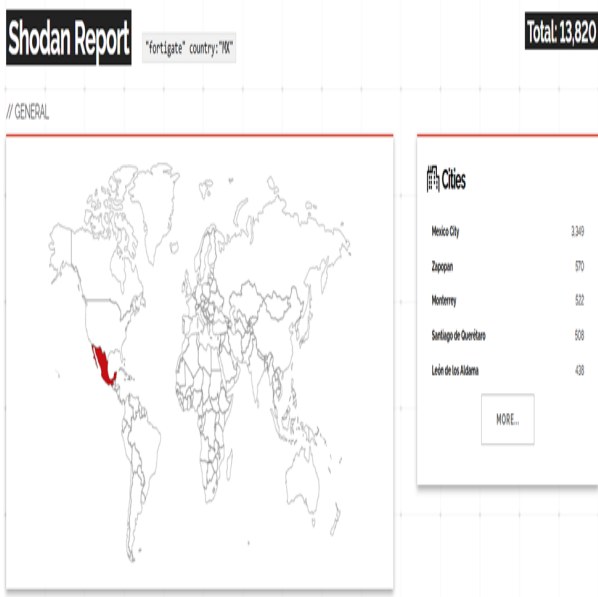 Shodan Report
"fortigate" country:"MX"
Total: 13,820
// GENERAL
Cities
Mexico City 3,349
Zapopan 570
Monterrey 522
Santiago de Querétaro 508
León de los Aldama 438
MORE...